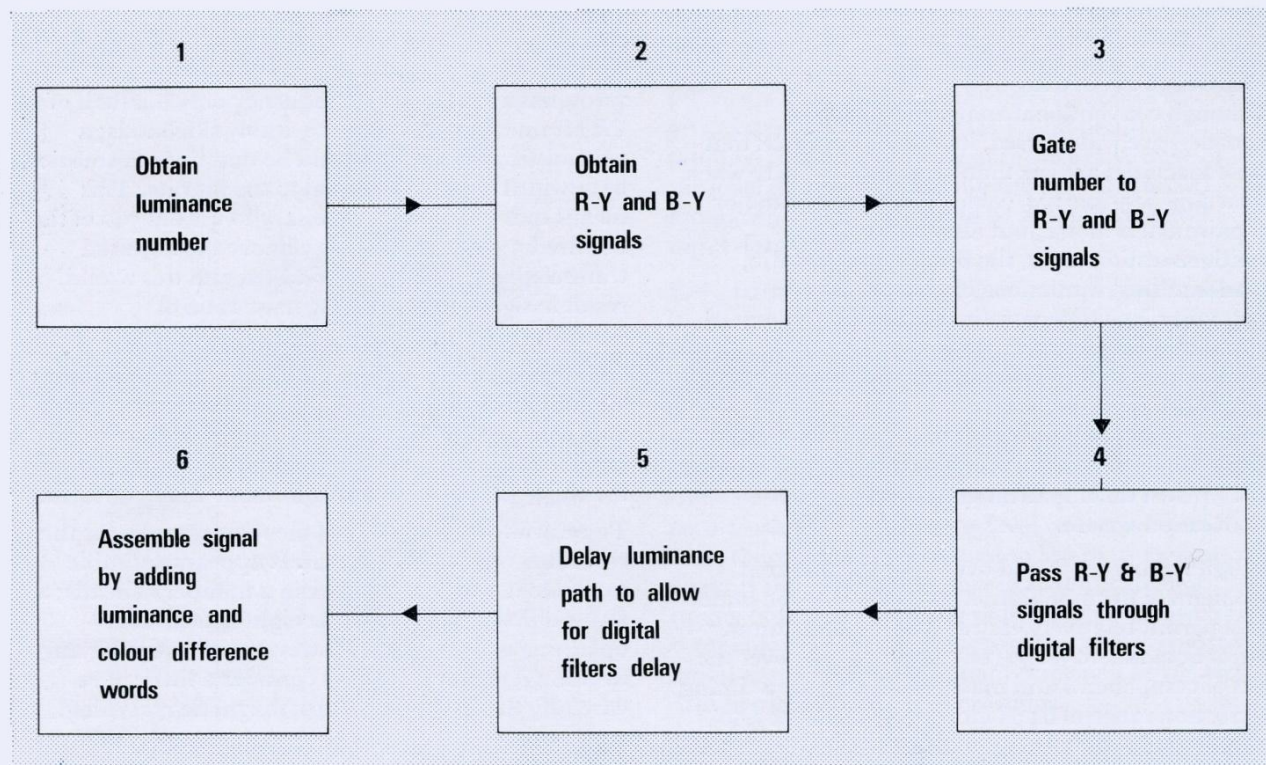 1
Obtain
luminance
number
2
Obtain
R-Y and B-Y
signals
3
Gate
number to
R-Y and B-Y
signals
4
Pass R-Y & B-Y
signals through
digital filters
5
Delay luminance
path to allow
for digital
filters delay
6
Assemble signal
by adding
luminance and
colour difference
words